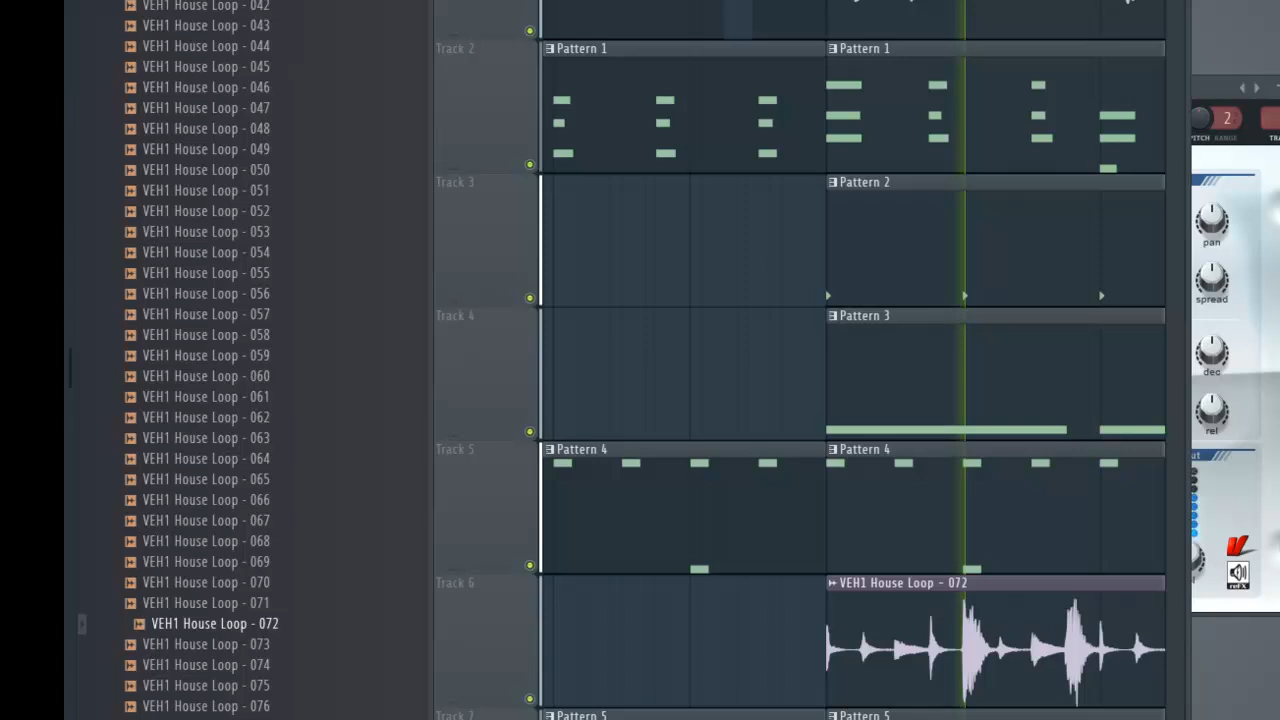 VEH1 House Loop - 042
VEH1 House Loop - 043
VEH1 House Loop - 044
VEH1 House Loop - 045
VEH1 House Loop - 046
VEH1 House Loop - 047
VEH1 House Loop - 048
VEH1 House Loop - 049
VEH1 House Loop - 050
VEH1 House Loop - 051
VEH1 House Loop - 052
VEH1 House Loop - 053
VEH1 House Loop - 054
VEH1 House Loop - 055
VEH1 House Loop - 056
VEH1 House Loop - 057
VEH1 House Loop - 058
VEH1 House Loop - 059
VEH1 House Loop - 060
VEH1 House Loop - 061
VEH1 House Loop - 062
VEH1 House Loop - 063
VEH1 House Loop - 064
VEH1 House Loop - 065
VEH1 House Loop - 066
VEH1 House Loop - 067
VEH1 House Loop - 068
VEH1 House Loop - 069
VEH1 House Loop - 070
VEH1 House Loop - 071
VEH1 House Loop - 072
VEH1 House Loop - 073
VEH1 House Loop - 074
VEH1 House Loop - 075
VEH1 House Loop - 076
Track 2 Pattern 1 Pattern 1
Track 3 Pattern 2
Track 4 Pattern 3
Track 5 Pattern 4 Pattern 4
Track 6 VEH1 House Loop - 072
Track 7 Pattern 5 Pattern 5
2
RANGE
pan
spread
dec
rel
reFX